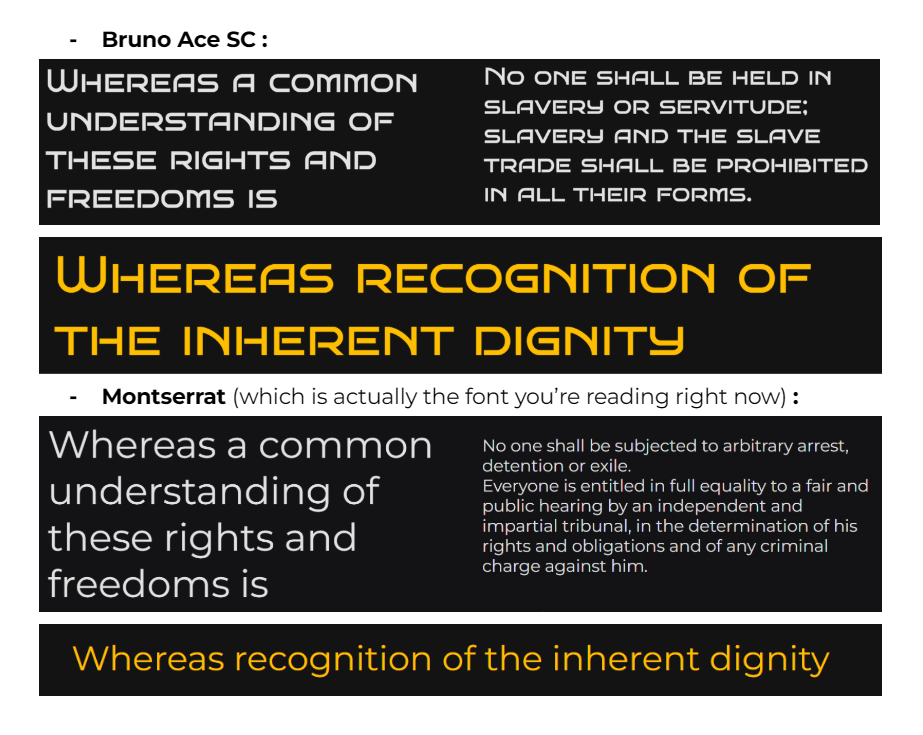 - Bruno Ace SC :
Whereas a common
understanding of
these rights and
freedoms is
No one shall be held in
slavery or servitude;
slavery and the slave
trade shall be prohibited
in all their forms.
Whereas recognition of
the inherent dignity
- Montserrat (which is actually the font you’re reading right now) :
Whereas a common
understanding of
these rights and
freedoms is
No one shall be subjected to arbitrary arrest,
detention or exile.
Everyone is entitled in full equality to a fair and
public hearing by an independent and
impartial tribunal, in the determination of his
rights and obligations and of any criminal
charge against him.
Whereas recognition of the inherent dignity